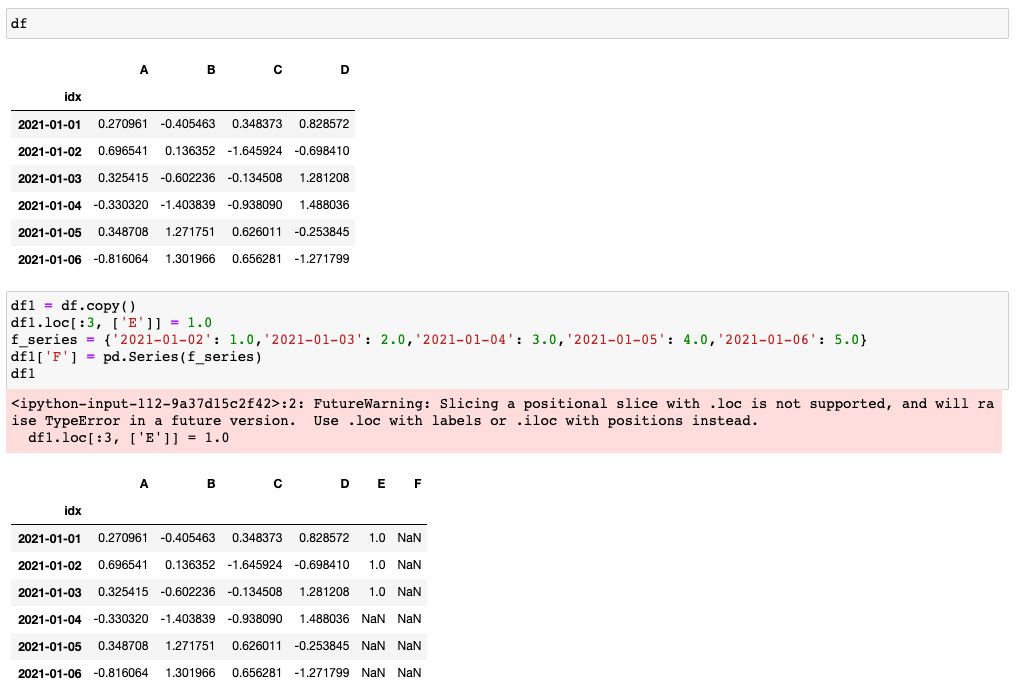 df
A B C D
idx
2021-01-01 0.270961 -0.405463 0.348373 0.828572
2021-01-02 0.696541 0.136352 -1.645924 -0.698410
2021-01-03 0.325415 -0.602236 -0.134508 1.281208
2021-01-04 -0.330320 -1.403839 -0.938090 1.488036
2021-01-05 0.348708 1.271751 0.626011 -0.253845
2021-01-06 -0.816064 1.301966 0.656281 -1.271799
df1 = df.copy()
df1.loc[:3, ['E']] = 1.0
f_series = {'2021-01-02': 1.0,'2021-01-03': 2.0,'2021-01-04': 3.0,'2021-01-05': 4.0,'2021-01-06': 5.0}
df1['F'] = pd.Series(f_series)
df1
<ipython-input-112-9a37d15c2f42>:2: FutureWarning: Slicing a positional slice with .loc is not supported, and will ra
ise TypeError in a future version.  Use .loc with labels or .iloc with positions instead.
  df1.loc[:3, ['E']] = 1.0
A B C D E F
idx
2021-01-01 0.270961 -0.405463 0.348373 0.828572 1.0 NaN
2021-01-02 0.696541 0.136352 -1.645924 -0.698410 1.0 NaN
2021-01-03 0.325415 -0.602236 -0.134508 1.281208 1.0 NaN
2021-01-04 -0.330320 -1.403839 -0.938090 1.488036 NaN NaN
2021-01-05 0.348708 1.271751 0.626011 -0.253845 NaN NaN
2021-01-06 -0.816064 1.301966 0.656281 -1.271799 NaN NaN